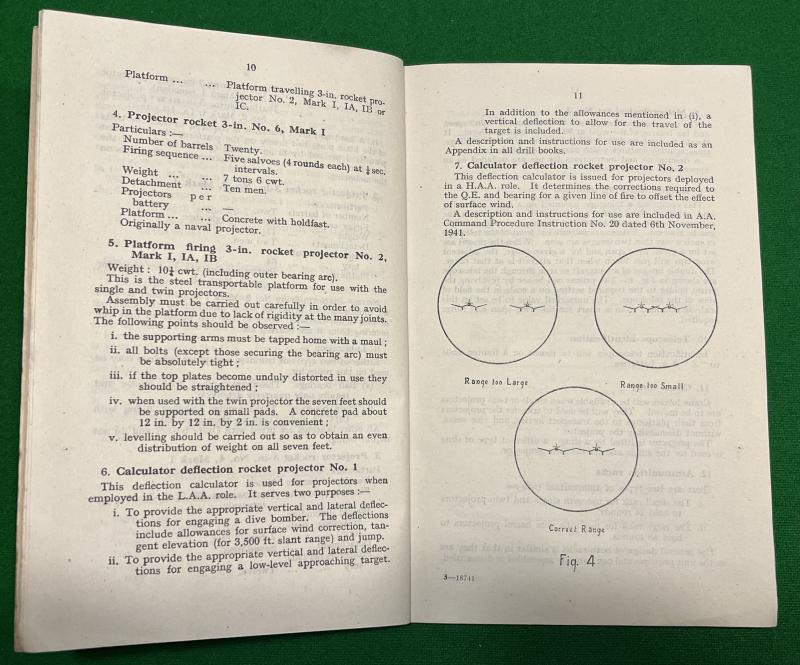 10
Platform ... ... Platform travelling 3-in. rocket pro-
jector No. 2, Mark I, IA, IB or
IC.
4. Projector rocket 3-in. No. 6, Mark I
Particulars :—
Number of barrels Twenty.
Firing sequence ... Five salvoes (4 rounds each) at ¼ sec.
intervals.
Weight ... ... 7 tons 6 cwt.
Detachment ... Ten men.
Projectors per
battery ... —
Platform ... ... Concrete with holdfast.
Originally a naval projector.
5. Platform firing 3-in. rocket projector No. 2,
Mark I, IA, IB
Weight : 10¼ cwt. (including outer bearing arc).
This is the steel transportable platform for use with the
single and twin projectors.
Assembly must be carried out carefully in order to avoid
whip in the platform due to lack of rigidity at the many joints.
The following points should be observed :—
i. the supporting arms must be tapped home with a maul ;
ii. all bolts (except those securing the bearing arc) must
be absolutely tight ;
iii. if the top plates become unduly distorted in use they
should be straightened ;
iv. when used with the twin projector the seven feet should
be supported on small pads. A concrete pad about
12 in. by 12 in. by 2 in. is convenient ;
v. levelling should be carried out so as to obtain an even
distribution of weight on all seven feet.
6. Calculator deflection rocket projector No. 1
This deflection calculator is used for projectors when
employed in the L.A.A. role. It serves two purposes :—
i. To provide the appropriate vertical and lateral deflec-
tions for engaging a dive bomber. The deflections
include allowances for surface wind correction, tan-
gent elevation (for 3,500 ft. slant range) and jump.
ii. To provide the appropriate vertical and lateral deflec-
tions for engaging a low-level approaching target.
11
In addition to the allowances mentioned in (i), a
vertical deflection to allow for the travel of the
target is included.
A description and instructions for use are included as an
Appendix in all drill books.
7. Calculator deflection rocket projector No. 2
This deflection calculator is issued for projectors deployed
in a H.A.A. role. It determines the corrections required to
the Q.E. and bearing for a given line of fire to offset the effect
of surface wind.
A description and instructions for use are included in A.A.
Command Procedure Instruction No. 20 dated 6th November,
1941.
Range too Large
Range too Small
Correct Range
Fig. 4
3—18741